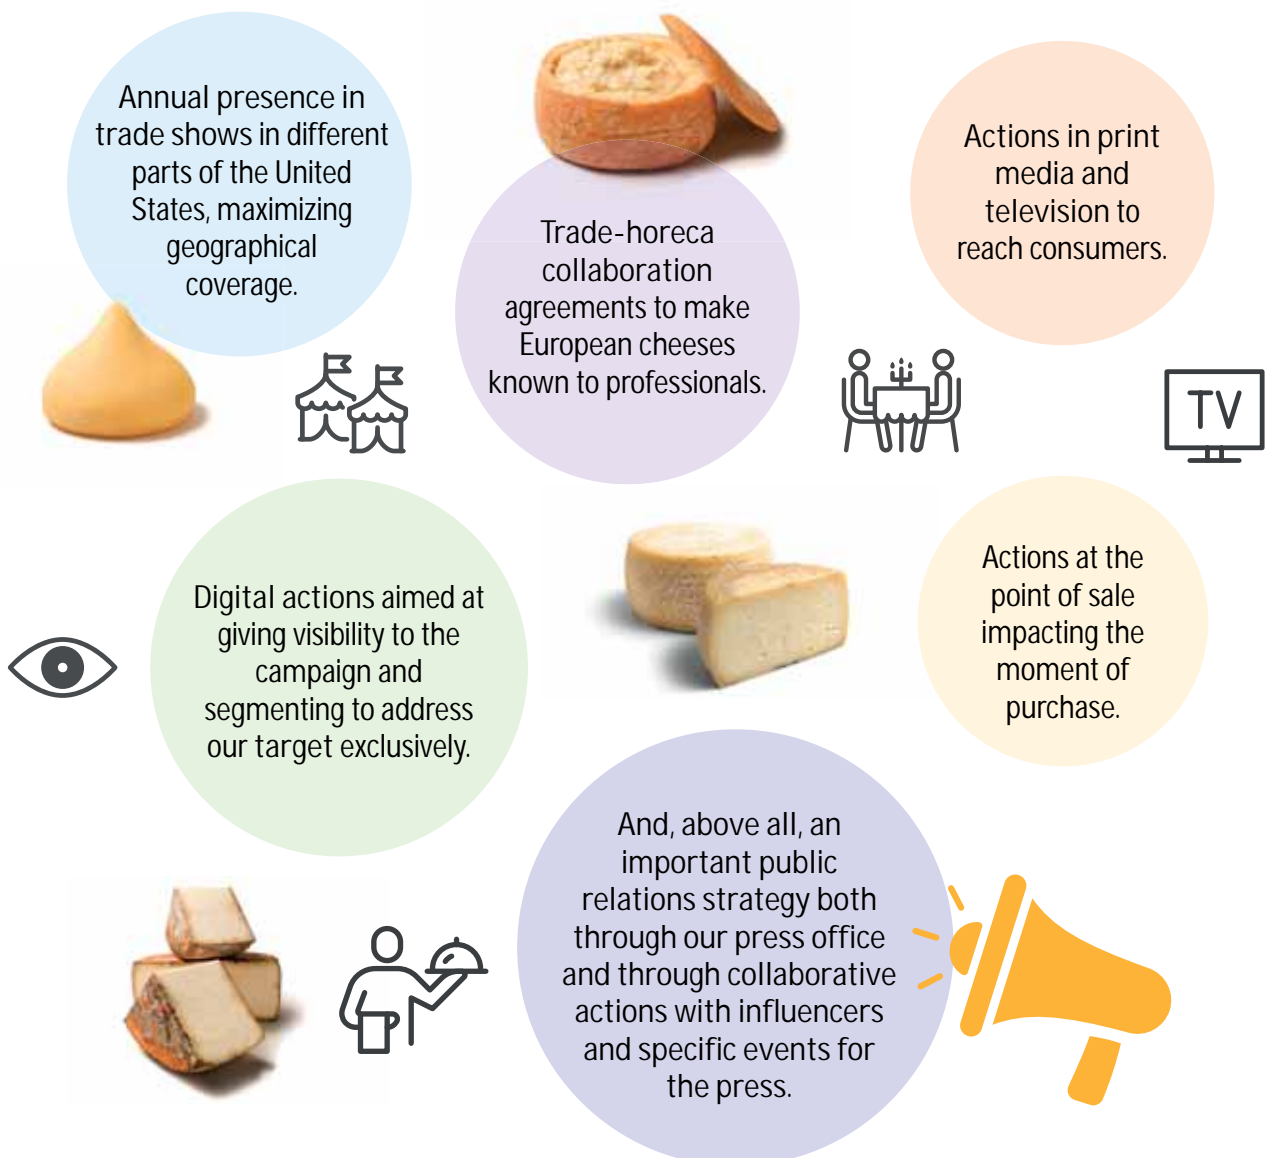 Annual presence in
trade shows in different
parts of the United
States, maximizing
geographical
coverage.
Trade-horeca
collaboration
agreements to make
European cheeses
known to professionals.
Actions in print
media and
television to
reach consumers.
TV
Digital actions aimed at
giving visibility to the
campaign and
segmenting to address
our target exclusively.
Actions at the
point of sale
impacting the
moment of
purchase.
And, above all, an
important public
relations strategy both
through our press office
and through collaborative
actions with influencers
and specific events for
the press.